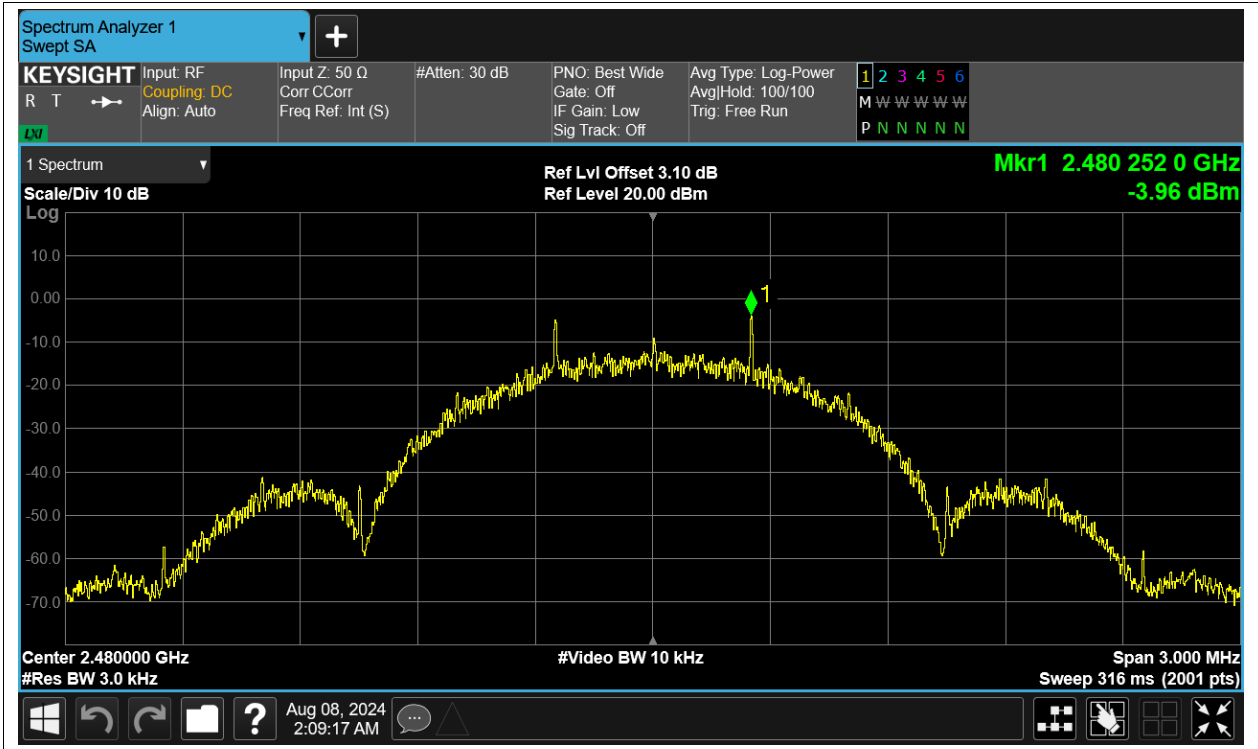 Spectrum Analyzer 1
Swept SA
+
KEYSIGHT
R T
LXI
Input: RF
Coupling: DC
Align: Auto
Input Z: 50 Ω
Corr CCorr
Freq Ref: Int (S)
#Atten: 30 dB
PNO: Best Wide
Gate: Off
IF Gain: Low
Sig Track: Off
Avg Type: Log-Power
Avg|Hold: 100/100
Trig: Free Run
1 2 3 4 5 6
M W W W W W
P N N N N N
1 Spectrum
Scale/Div 10 dB
Log
Ref Lvl Offset 3.10 dB
Ref Level 20.00 dBm
Mkr1 2.480 252 0 GHz
-3.96 dBm
10.0
0.00
-10.0
-20.0
-30.0
-40.0
-50.0
-60.0
-70.0
1
Center 2.480000 GHz
#Res BW 3.0 kHz
#Video BW 10 kHz
Span 3.000 MHz
Sweep 316 ms (2001 pts)
?
Aug 08, 2024
2:09:17 AM